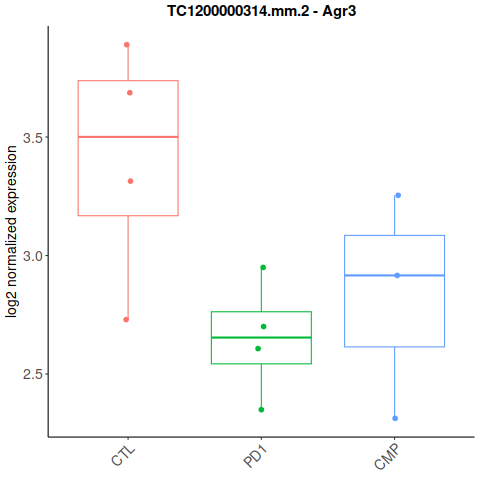 TC1200000314.mm.2 - Agr3
log2 normalized expression
3.5
3.0
2.5
CTL
PD1
CMP